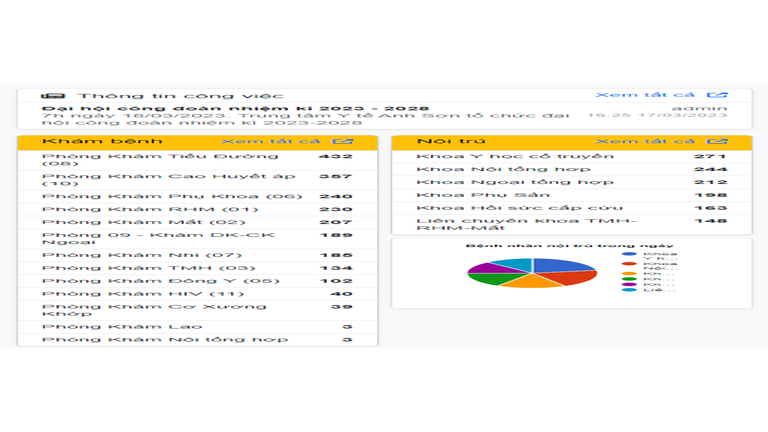 Thông tin công việc
Xem tất cả
Đại hội công đoàn nhiệm kì 2023 - 2028
admin
7h ngày 18/03/2023. Trung tâm Y tế Anh Sơn tổ chức đại
hội công đoàn nhiệm kì 2023-2028
16:25 17/03/2023
Khám bệnh
Xem tất cả
Phòng Khám Tiểu Đường
(08)
432
Phòng Khám Cao Huyết áp
(10)
357
Phòng Khám Phụ Khoa (06) 240
Phòng Khám RHM (01) 230
Phòng Khám Mắt (02) 207
Phòng 09 - Khám DK-CK
Ngoại
189
Phòng Khám Nhi (07) 185
Phòng Khám TMH (03) 134
Phòng Khám Đông Y (05) 102
Phòng Khám HIV (11) 40
Phòng Khám Cơ Xương
Khớp
39
Phòng Khám Lao 3
Phòng Khám Nội tổng hợp 3
Nội trú
Xem tất cả
Khoa Y học cổ truyền 271
Khoa Nội tổng hợp 244
Khoa Ngoại tổng hợp 212
Khoa Phụ Sản 198
Khoa Hồi sức cấp cứu 163
Liên chuyên khoa TMH-
RHM-Mắt
148
Bệnh nhân nội trú trong ngày
Khoa
Y h...
Khoa
Nội...
Kh...
Kh...
Kh...
Liê...